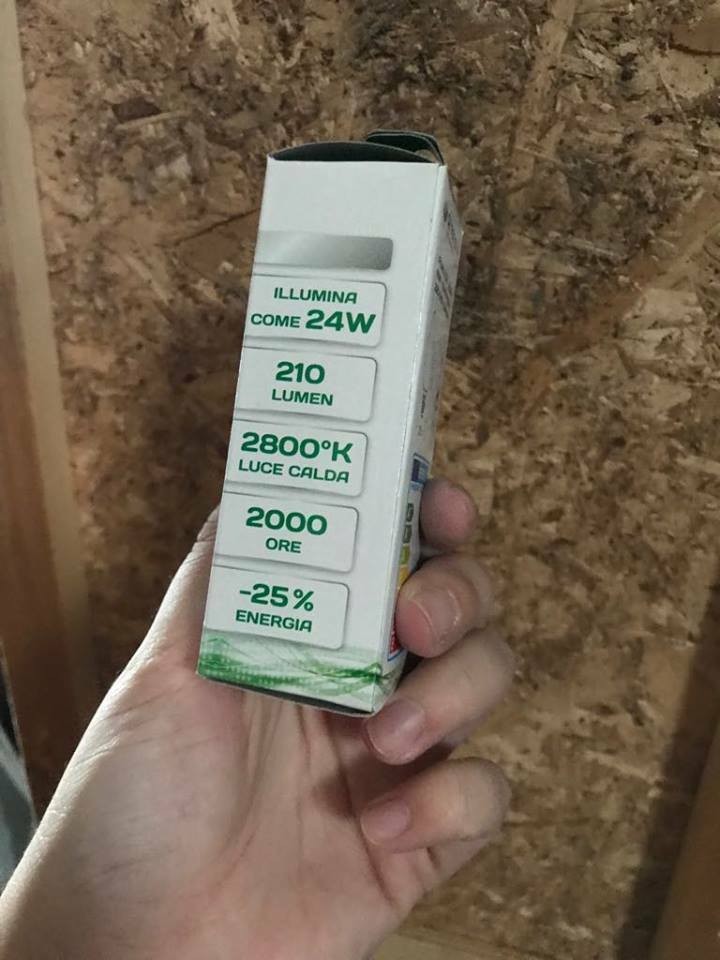 ILLUMINA
COME 24W
210
LUMEN
2800°K
LUCE CALDA
2000
ORE
-25%
ENERGIA